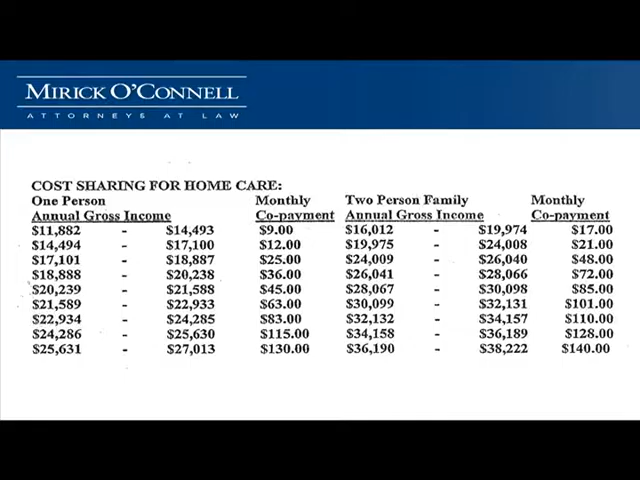 MIRICK O'CONNELL
ATTORNEYS AT LAW
COST SHARING FOR HOME CARE:
One Person Monthly Two Person Family Monthly
Annual Gross Income Co-payment Annual Gross Income Co-payment
$11,882 - $14,493 $9.00 $16,012 - $19,974 $17.00
$14,494 - $17,100 $12.00 $19,975 - $24,008 $21.00
$17,101 - $18,887 $25.00 $24,009 - $26,040 $48.00
$18,888 - $20,238 $36.00 $26,041 - $28,066 $72.00
$20,239 - $21,588 $45.00 $28,067 - $30,098 $85.00
$21,589 - $22,933 $63.00 $30,099 - $32,131 $101.00
$22,934 - $24,285 $83.00 $32,132 - $34,157 $110.00
$24,286 - $25,630 $115.00 $34,158 - $36,189 $128.00
$25,631 - $27,013 $130.00 $36,190 - $38,222 $140.00